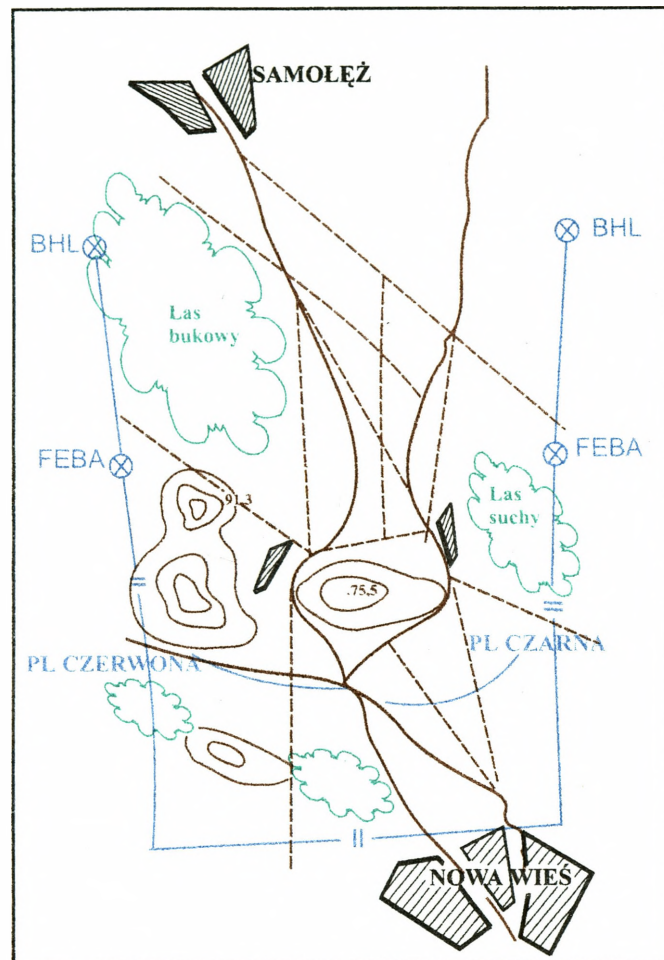 SAMOŁĘŻ
BHL
BHL
Las
bukowy
FEBA
FEBA
91,3
Las
suchy
.75,5
=
=
PL CZERWONA
PL CZARNA
II
NOWA WIEŚ